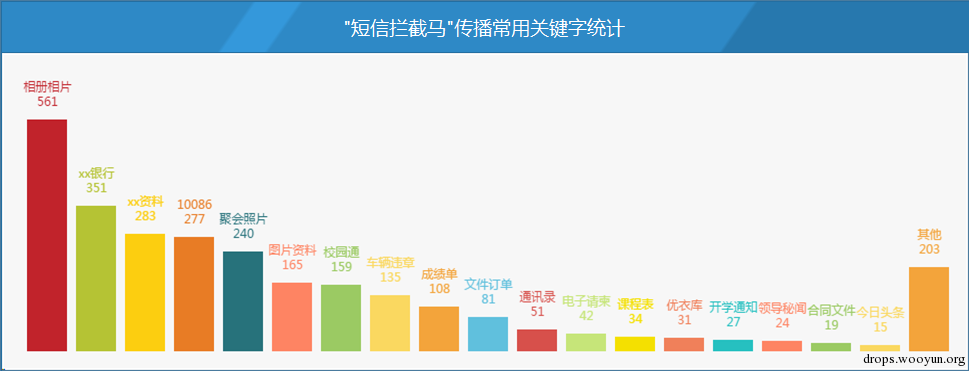 "短信拦截马"传播常用关键字统计
相册相片
561
xx银行
351
xx资料
283
10086
277
聚会照片
240
图片资料
165
校园通
159
车辆违章
135
成绩单
108
文件订单
81
通讯录
51
电子请柬
42
课程表
34
优衣库
31
开学通知
27
领导秘闻
24
合同文件
19
今日头条
15
其他
203
drops.wooyun.org